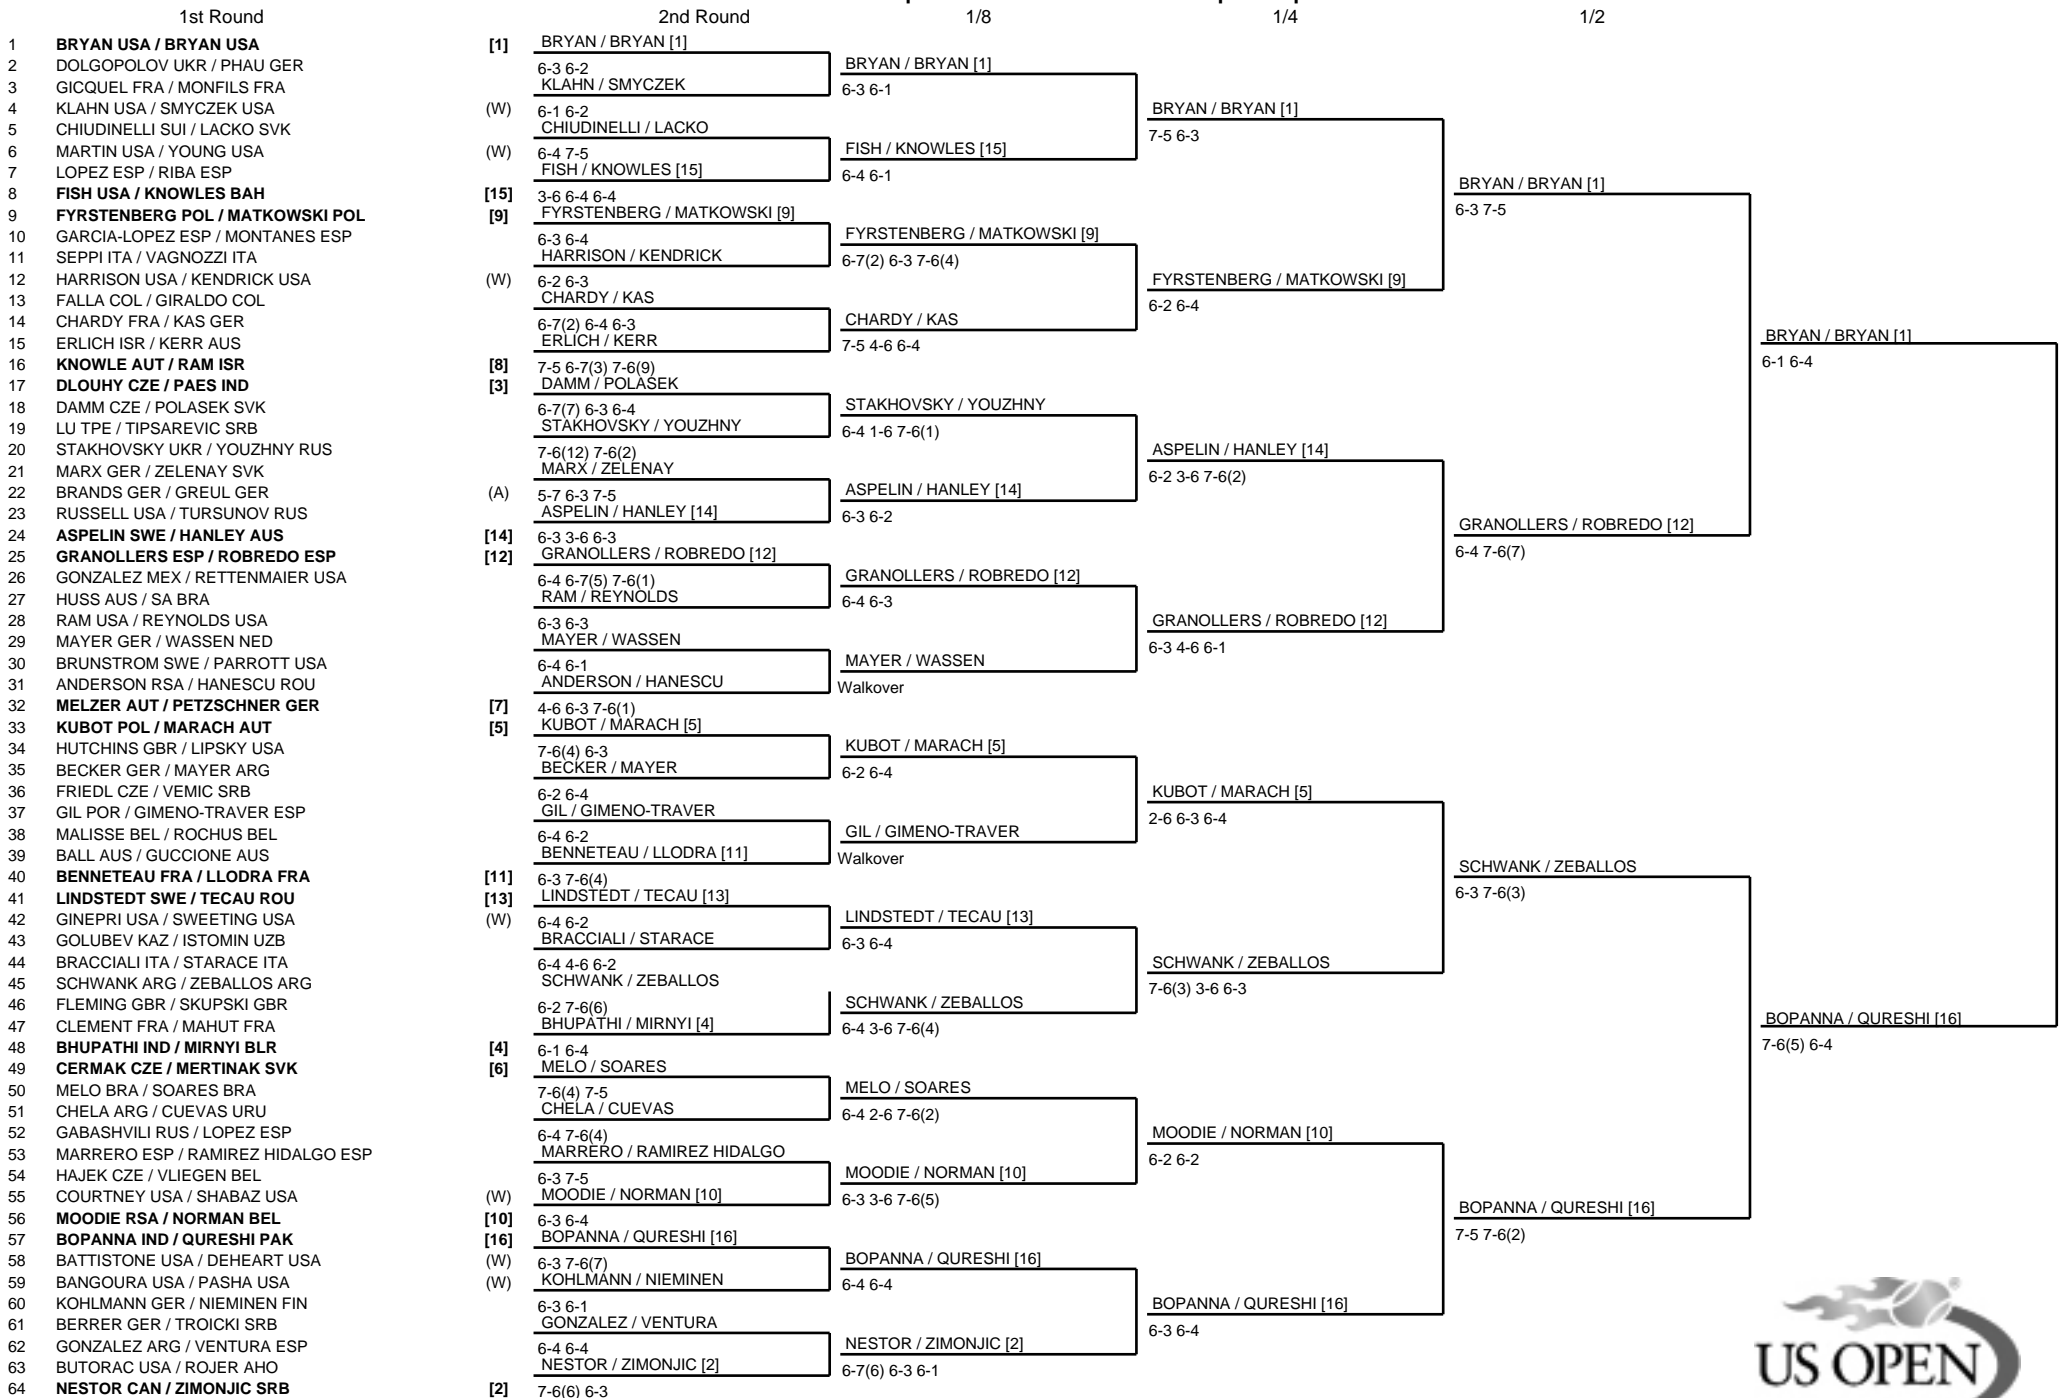 1st Round 2nd Round 1/8 1/4 1/2
1 BRYAN USA / BRYAN USA [1]
2 DOLGOPOLOV UKR / PHAU GER
3 GICQUEL FRA / MONFILS FRA
4 KLAHN USA / SMYCZEK USA (W)
5 CHIUDINELLI SUI / LACKO SVK
6 MARTIN USA / YOUNG USA (W)
7 LOPEZ ESP / RIBA ESP
8 FISH USA / KNOWLES BAH [15]
9 FYRSTENBERG POL / MATKOWSKI POL [9]
10 GARCIA-LOPEZ ESP / MONTANES ESP
11 SEPPI ITA / VAGNOZZI ITA
12 HARRISON USA / KENDRICK USA (W)
13 FALLA COL / GIRALDO COL
14 CHARDY FRA / KAS GER
15 ERLICH ISR / KERR AUS
16 KNOWLE AUT / RAM ISR [8]
17 DLOUHY CZE / PAES IND [3]
18 DAMM CZE / POLASEK SVK
19 LU TPE / TIPSAREVIC SRB
20 STAKHOVSKY UKR / YOUZHNY RUS
21 MARX GER / ZELENAY SVK
22 BRANDS GER / GREUL GER (A)
23 RUSSELL USA / TURSUNOV RUS
24 ASPELIN SWE / HANLEY AUS [14]
25 GRANOLLERS ESP / ROBREDO ESP [12]
26 GONZALEZ MEX / RETTENMAIER USA
27 HUSS AUS / SA BRA
28 RAM USA / REYNOLDS USA
29 MAYER GER / WASSEN NED
30 BRUNSTROM SWE / PARROTT USA
31 ANDERSON RSA / HANESCU ROU
32 MELZER AUT / PETZSCHNER GER [7]
33 KUBOT POL / MARACH AUT [5]
34 HUTCHINS GBR / LIPSKY USA
35 BECKER GER / MAYER ARG
36 FRIEDL CZE / VEMIC SRB
37 GIL POR / GIMENO-TRAVER ESP
38 MALISSE BEL / ROCHUS BEL
39 BALL AUS / GUCCIONE AUS
40 BENNETEAU FRA / LLODRA FRA [11]
41 LINDSTEDT SWE / TECAU ROU [13]
42 GINEPRI USA / SWEETING USA (W)
43 GOLUBEV KAZ / ISTOMIN UZB
44 BRACCIALI ITA / STARACE ITA
45 SCHWANK ARG / ZEBALLOS ARG
46 FLEMING GBR / SKUPSKI GBR
47 CLEMENT FRA / MAHUT FRA
48 BHUPATHI IND / MIRNYI BLR [4]
49 CERMAK CZE / MERTINAK SVK [6]
50 MELO BRA / SOARES BRA
51 CHELA ARG / CUEVAS URU
52 GABASHVILI RUS / LOPEZ ESP
53 MARRERO ESP / RAMIREZ HIDALGO ESP
54 HAJEK CZE / VLIEGEN BEL
55 COURTNEY USA / SHABAZ USA (W)
56 MOODIE RSA / NORMAN BEL [10]
57 BOPANNA IND / QURESHI PAK [16]
58 BATTISTONE USA / DEHEART USA (W)
59 BANGOURA USA / PASHA USA (W)
60 KOHLMANN GER / NIEMINEN FIN
61 BERRER GER / TROICKI SRB
62 GONZALEZ ARG / VENTURA ESP
63 BUTORAC USA / ROJER AHO
64 NESTOR CAN / ZIMONJIC SRB [2]
BRYAN / BRYAN [1]
6-3 6-2
KLAHN / SMYCZEK
6-1 6-2
CHIUDINELLI / LACKO
6-4 7-5
FISH / KNOWLES [15]
3-6 6-4 6-4
FYRSTENBERG / MATKOWSKI [9]
6-3 6-4
HARRISON / KENDRICK
6-2 6-3
CHARDY / KAS
6-7(2) 6-4 6-3
ERLICH / KERR
7-5 6-7(3) 7-6(9)
DAMM / POLASEK
6-7(7) 6-3 6-4
STAKHOVSKY / YOUZHNY
7-6(12) 7-6(2)
MARX / ZELENAY
5-7 6-3 7-5
ASPELIN / HANLEY [14]
6-3 3-6 6-3
GRANOLLERS / ROBREDO [12]
6-4 6-7(5) 7-6(1)
RAM / REYNOLDS
6-3 6-3
MAYER / WASSEN
6-4 6-1
ANDERSON / HANESCU
4-6 6-3 7-6(1)
KUBOT / MARACH [5]
7-6(4) 6-3
BECKER / MAYER
6-2 6-4
GIL / GIMENO-TRAVER
6-4 6-2
BENNETEAU / LLODRA [11]
6-3 7-6(4)
LINDSTEDT / TECAU [13]
6-4 6-2
BRACCIALI / STARACE
6-4 4-6 6-2
SCHWANK / ZEBALLOS
6-2 7-6(6)
BHUPATHI / MIRNYI [4]
6-1 6-4
MELO / SOARES
7-6(4) 7-5
CHELA / CUEVAS
6-4 7-6(4)
MARRERO / RAMIREZ HIDALGO
6-3 7-5
MOODIE / NORMAN [10]
6-3 6-4
BOPANNA / QURESHI [16]
6-3 7-6(7)
KOHLMANN / NIEMINEN
6-3 6-1
GONZALEZ / VENTURA
6-4 6-4
NESTOR / ZIMONJIC [2]
7-6(6) 6-3
BRYAN / BRYAN [1]
6-3 6-1
FISH / KNOWLES [15]
6-4 6-1
FYRSTENBERG / MATKOWSKI [9]
6-7(2) 6-3 7-6(4)
CHARDY / KAS
7-5 4-6 6-4
STAKHOVSKY / YOUZHNY
6-4 1-6 7-6(1)
ASPELIN / HANLEY [14]
6-3 6-2
GRANOLLERS / ROBREDO [12]
6-4 6-3
MAYER / WASSEN
Walkover
KUBOT / MARACH [5]
6-2 6-4
GIL / GIMENO-TRAVER
Walkover
LINDSTEDT / TECAU [13]
6-3 6-4
SCHWANK / ZEBALLOS
6-4 3-6 7-6(4)
MELO / SOARES
6-4 2-6 7-6(2)
MOODIE / NORMAN [10]
6-3 3-6 7-6(5)
BOPANNA / QURESHI [16]
6-4 6-4
NESTOR / ZIMONJIC [2]
6-7(6) 6-3 6-1
BRYAN / BRYAN [1]
7-5 6-3
FYRSTENBERG / MATKOWSKI [9]
6-2 6-4
ASPELIN / HANLEY [14]
6-2 3-6 7-6(2)
GRANOLLERS / ROBREDO [12]
6-3 4-6 6-1
KUBOT / MARACH [5]
2-6 6-3 6-4
SCHWANK / ZEBALLOS
7-6(3) 3-6 6-3
MOODIE / NORMAN [10]
6-2 6-2
BOPANNA / QURESHI [16]
6-3 6-4
BRYAN / BRYAN [1]
6-3 7-5
GRANOLLERS / ROBREDO [12]
6-4 7-6(7)
SCHWANK / ZEBALLOS
6-3 7-6(3)
BOPANNA / QURESHI [16]
7-5 7-6(2)
BRYAN / BRYAN [1]
6-1 6-4
BOPANNA / QURESHI [16]
7-6(5) 6-4
US OPEN